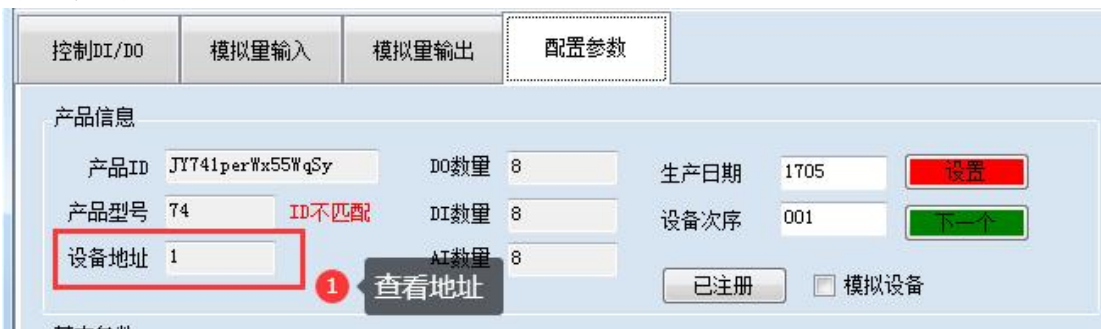 控制DI/DO 模拟量输入 模拟量输出 配置参数
产品信息
产品ID JY741perWx55WqSy DO数量 8 生产日期 1705 设置
产品型号 74 ID不匹配 DI数量 8 设备次序 001 下一个
设备地址 1 AI数量 8
1 查看地址 已注册 模拟设备